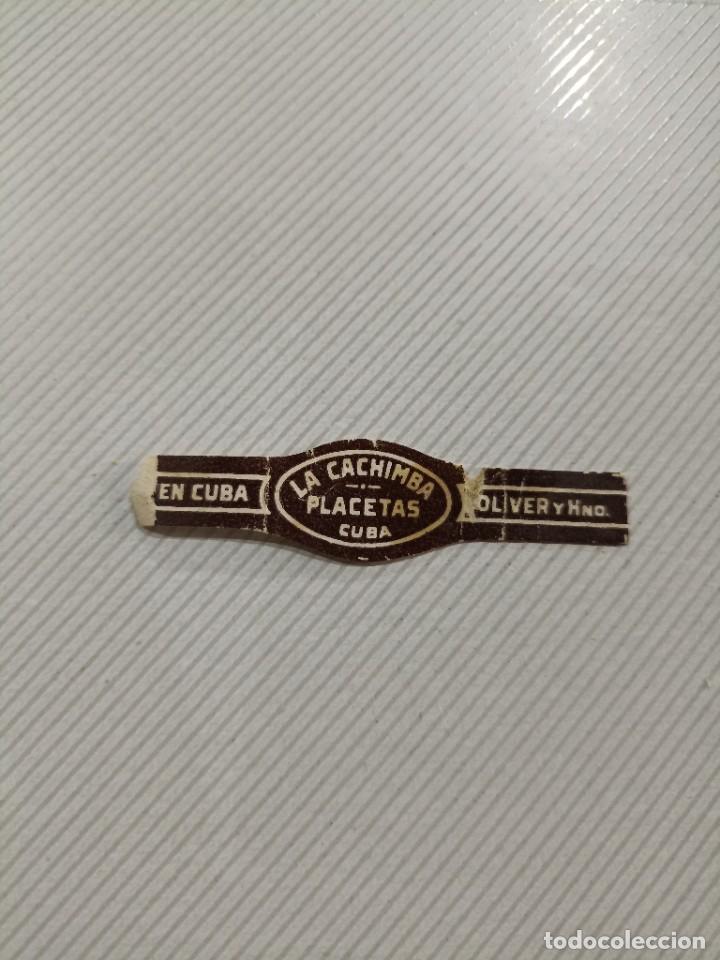 EN CUBA
LA CACHIMBA
PLACETAS
CUBA
OLIVER Y HNO.
todocoleccion